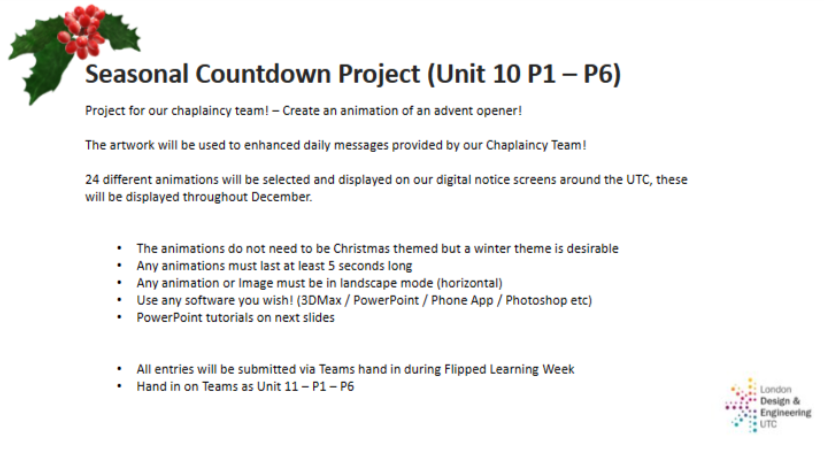 Seasonal Countdown Project (Unit 10 P1 – P6)
Project for our chaplaincy team! – Create an animation of an advent opener!
The artwork will be used to enhanced daily messages provided by our Chaplaincy Team!
24 different animations will be selected and displayed on our digital notice screens around the UTC, these
will be displayed throughout December.
• The animations do not need to be Christmas themed but a winter theme is desirable
• Any animations must last at least 5 seconds long
• Any animation or Image must be in landscape mode (horizontal)
• Use any software you wish! (3DMax / PowerPoint / Phone App / Photoshop etc)
• PowerPoint tutorials on next slides
• All entries will be submitted via Teams hand in during Flipped Learning Week
• Hand in on Teams as Unit 11 – P1 – P6
London
Design &
Engineering
UTC